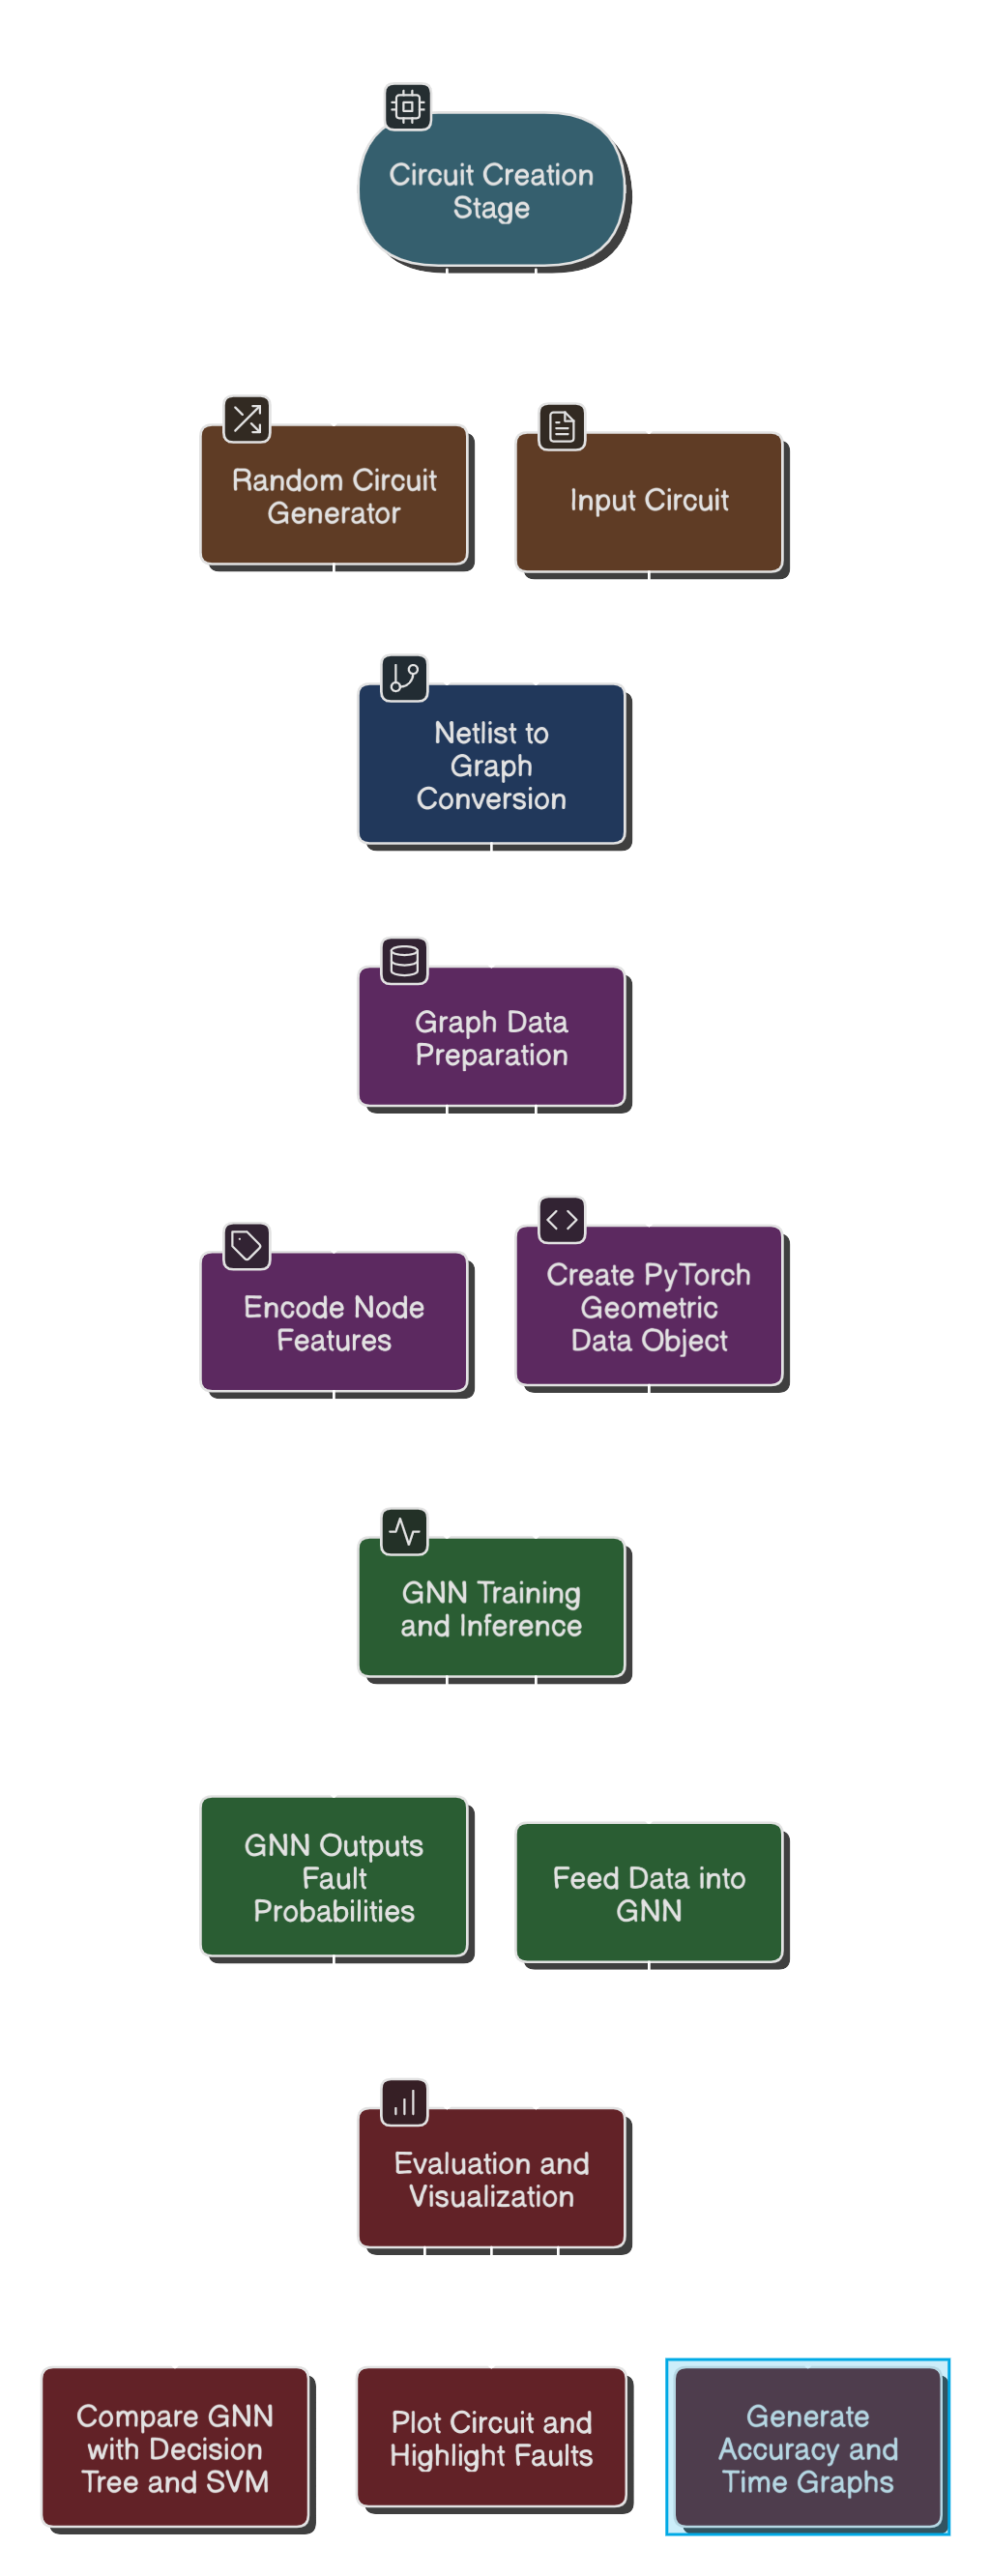 Circuit Creation
Stage
Random Circuit
Generator
Input Circuit
Netlist to
Graph
Conversion
Graph Data
Preparation
Encode Node
Features
Create PyTorch
Geometric
Data Object
GNN Training
and Inference
GNN Outputs
Fault
Probabilities
Feed Data into
GNN
Evaluation and
Visualization
Compare GNN
with Decision
Tree and SVM
Plot Circuit and
Highlight Faults
Generate
Accuracy and
Time Graphs